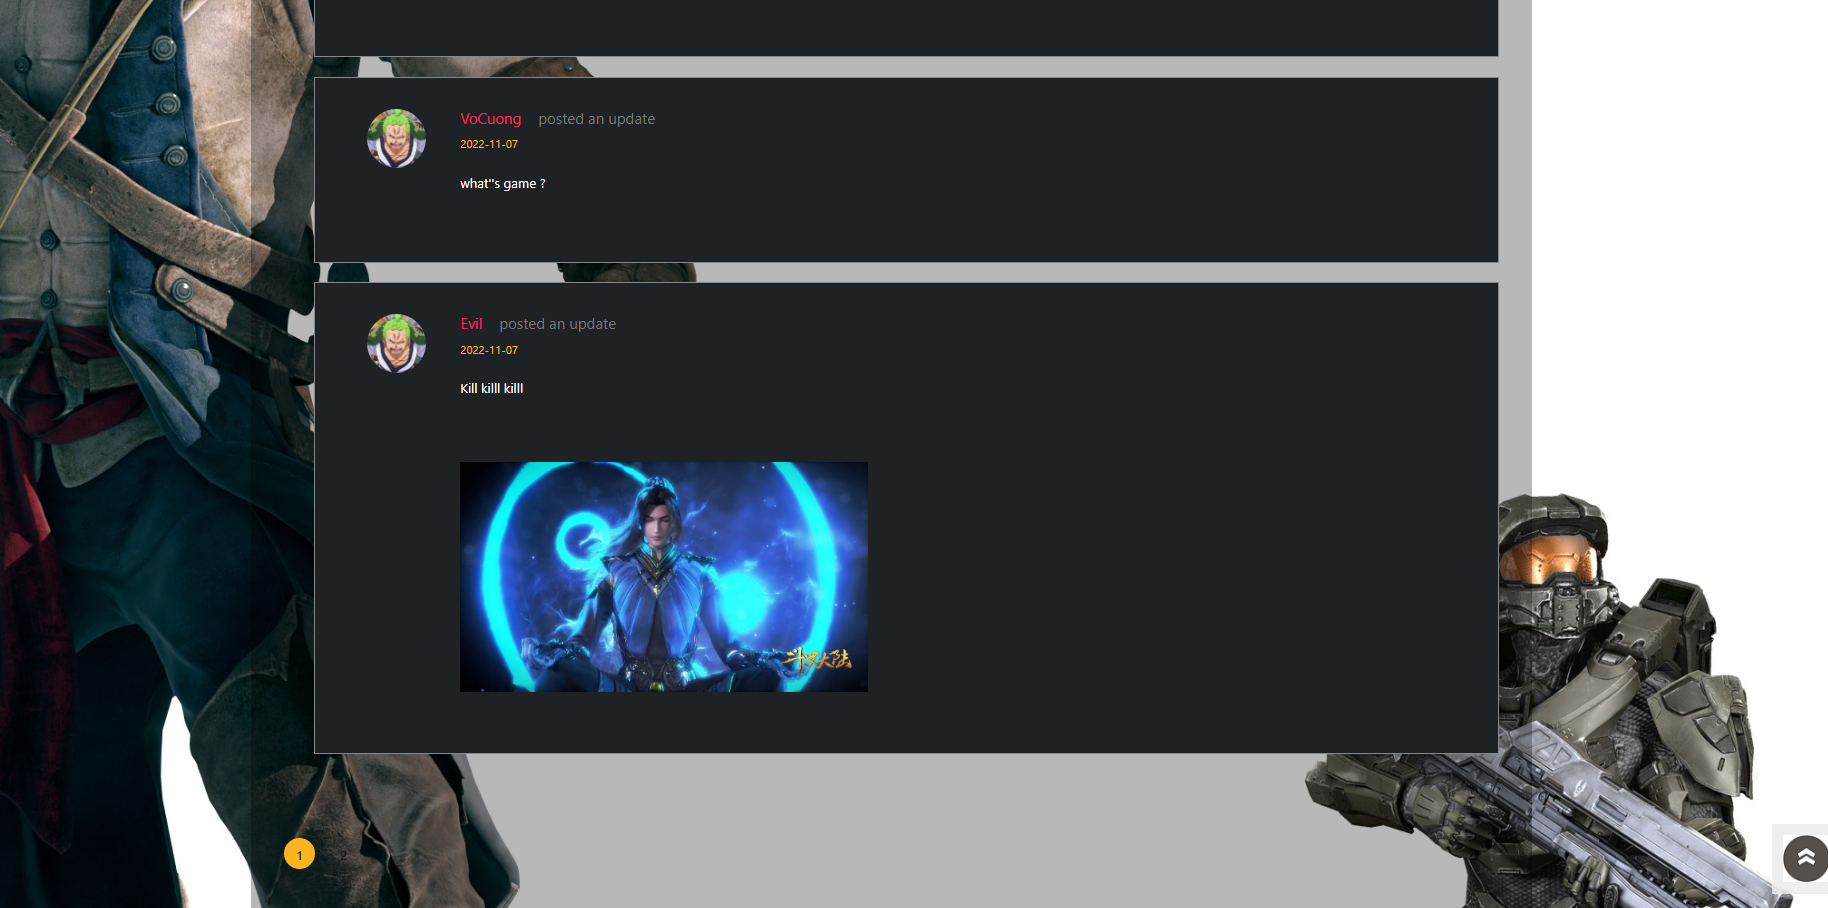 VoCuong posted an update
2022-11-07
what''s game ?
Evil posted an update
2022-11-07
Kill killl killl
斗罗大陆
1